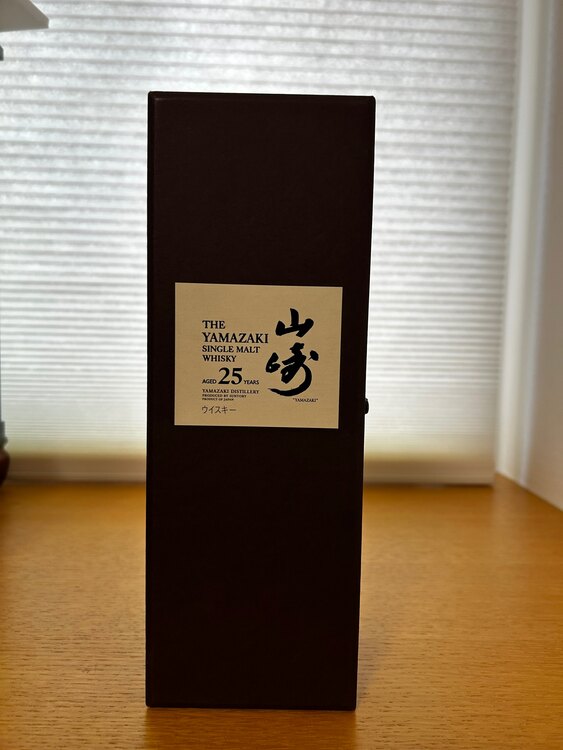 THE
YAMAZAKI
SINGLE MALT
WHISKY
AGED 25 YEARS
YAMAZAKI DISTILLERY
PRODUCED BY SUNTORY
PRODUCT OF JAPAN
ウイスキー
山崎
"YAMAZAKI"